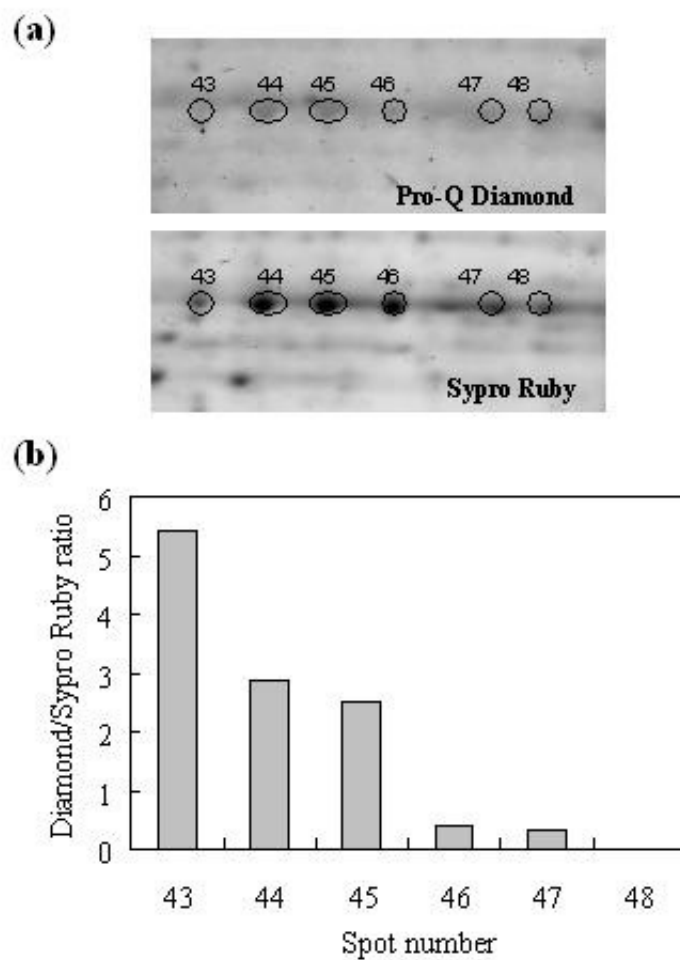 (a)
43 44 45 46 47 48
Pro-Q Diamond
43 44 45 46 47 48
Sypro Ruby
(b)
Diamond/Sypro Ruby ratio
6
5
4
3
2
1
0
43 44 45 46 47 48
Spot number